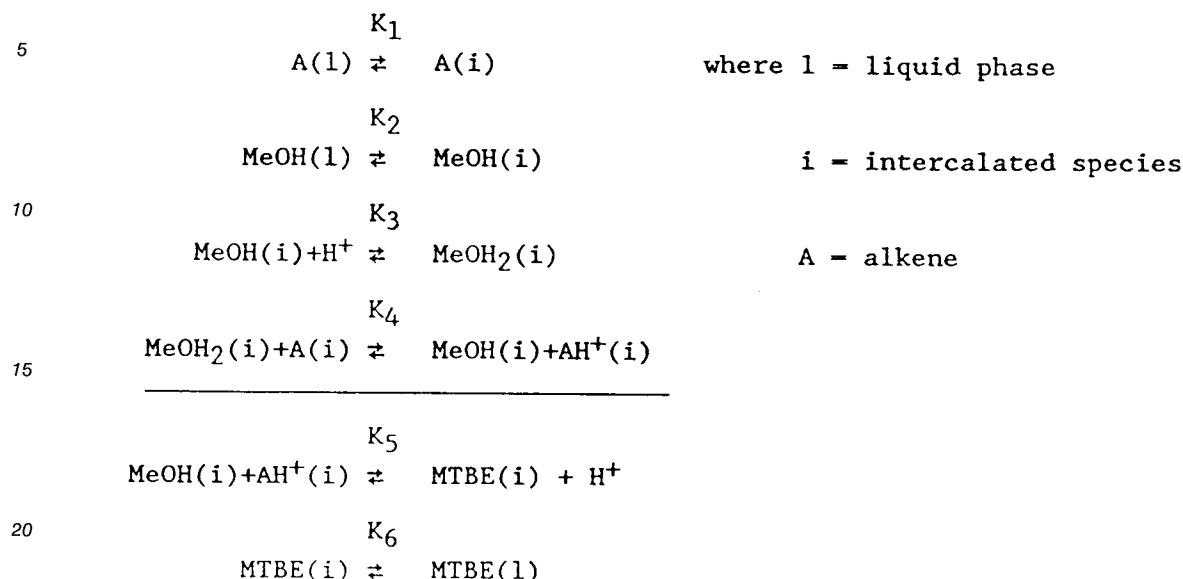 K₁
5
A(l) ⇄ A(i) where l = liquid phase
K₂
MeOH(l) ⇄ MeOH(i) i = intercalated species
10
K₃
MeOH(i)+H⁺ ⇄ MeOH₂(i) A = alkene
K₄
MeOH₂(i)+A(i) ⇄ MeOH(i)+AH⁺(i)
15
K₅
MeOH(i)+AH⁺(i) ⇄ MTBE(i) + H⁺
20
K₆
MTBE(i) ⇄ MTBE(l)